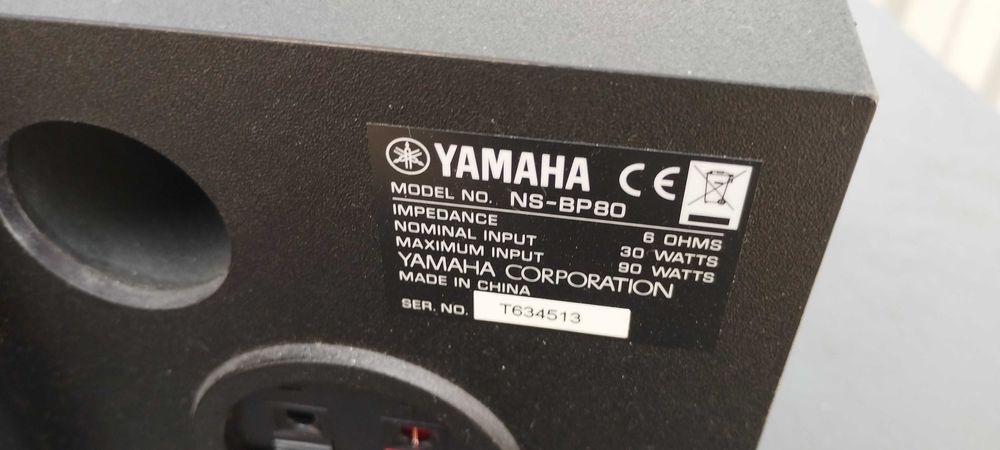 YAMAHA CE
MODEL NO. NS-BP80
IMPEDANCE 6 OHMS
NOMINAL INPUT 30 WATTS
MAXIMUM INPUT 90 WATTS
YAMAHA CORPORATION
MADE IN CHINA
SER. NO. T634513